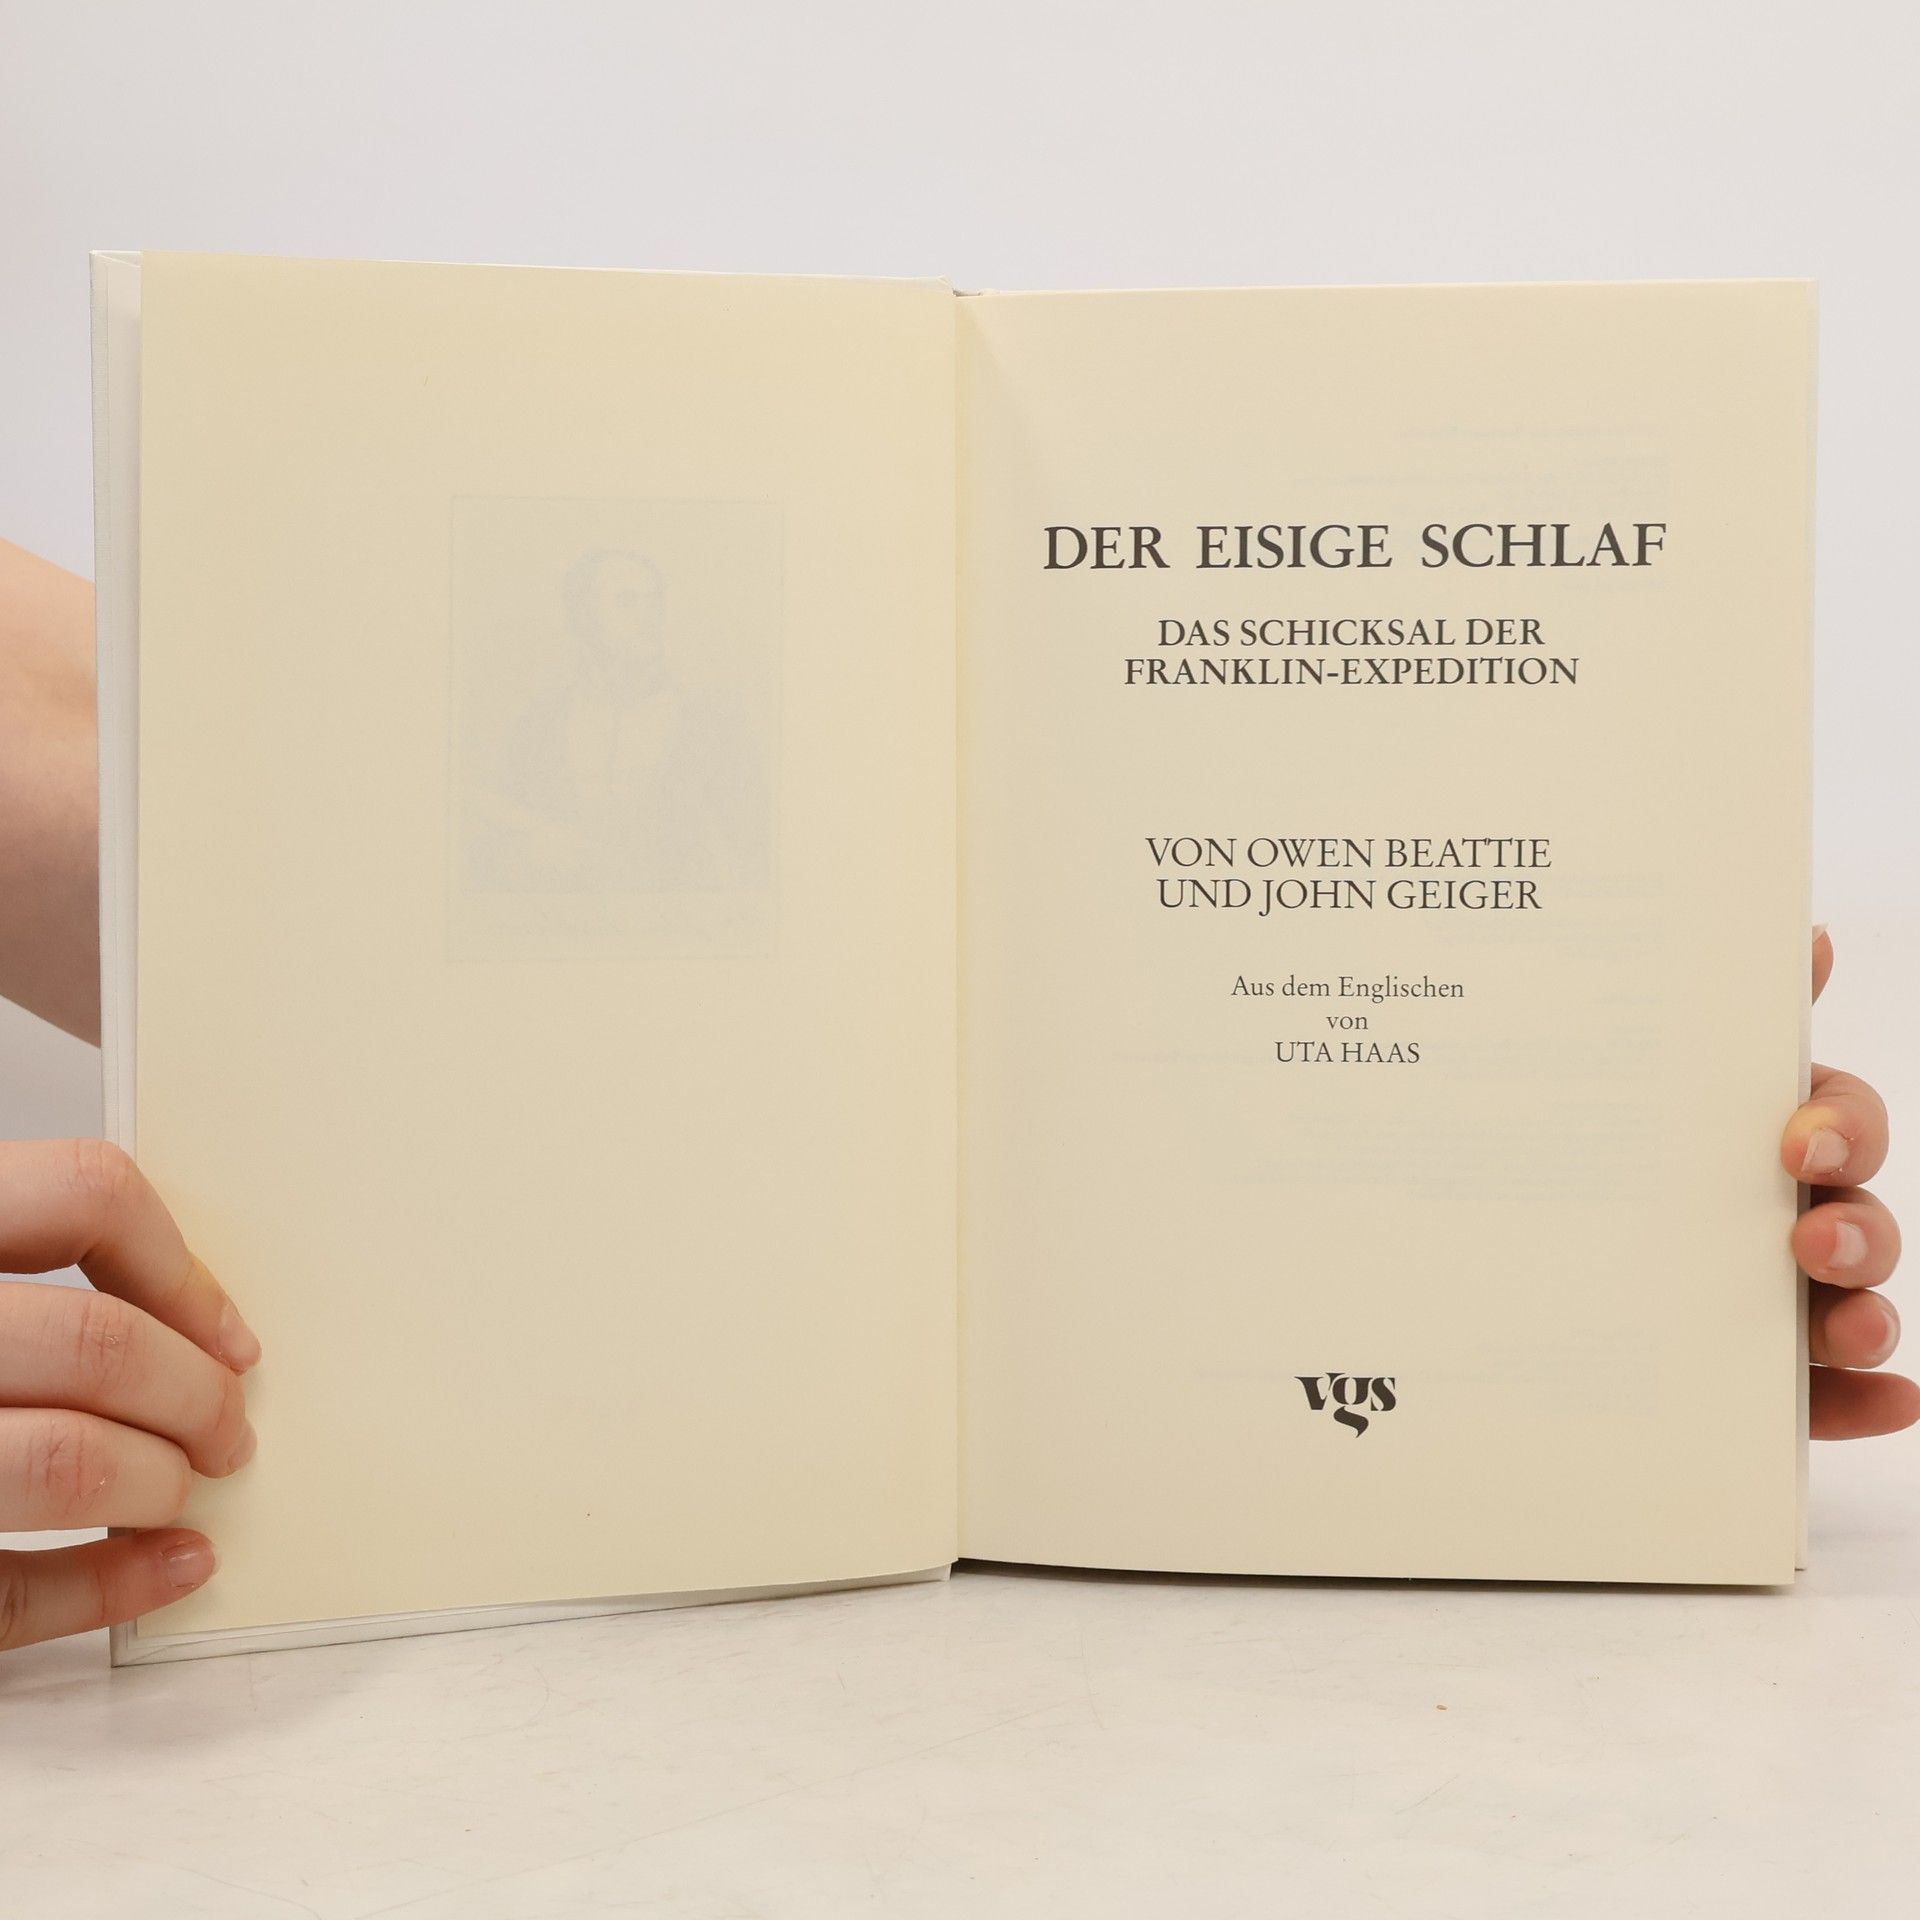 DER EISIGE SCHLAF
DAS SCHICKSAL DER
FRANKLIN-EXPEDITION
VON OWEN BEATTIE
UND JOHN GEIGER
Aus dem Englischen
von
UTA HAAS
vgs